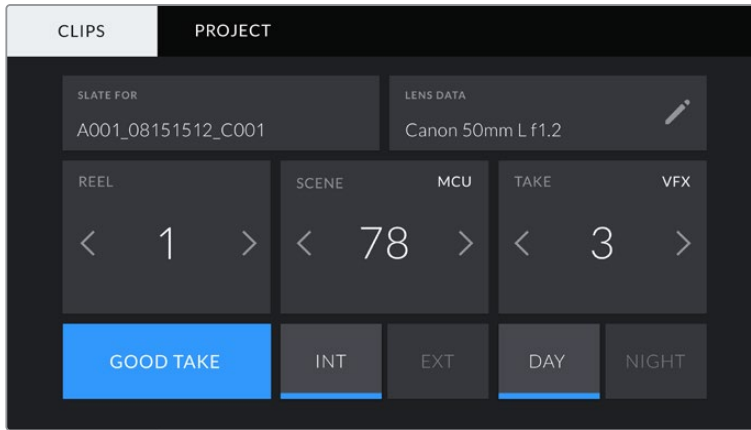 CLIPS PROJECT
SLATE FOR
A001_08151512_C001
LENS DATA
Canon 50mm L f1.2
REEL
< 1 >
SCENE MCU
< 78 >
TAKE VFX
< 3 >
GOOD TAKE INT EXT DAY NIGHT